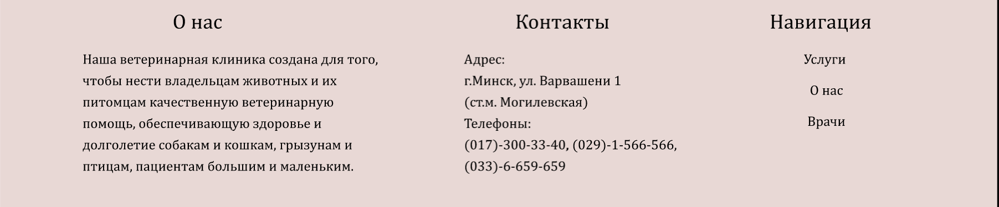 О нас
Наша ветеринарная клиника создана для того,
чтобы нести владельцам животных и их
питомцам качественную ветеринарную
помощь, обеспечивающую здоровье и
долголетие собакам и кошкам, грызунам и
птицам, пациентам большим и маленьким.
Контакты
Адрес:
г.Минск, ул. Варвашени 1
(ст.м. Могилевская)
Телефоны:
(017)-300-33-40, (029)-1-566-566,
(033)-6-659-659
Навигация
Услуги
О нас
Врачи